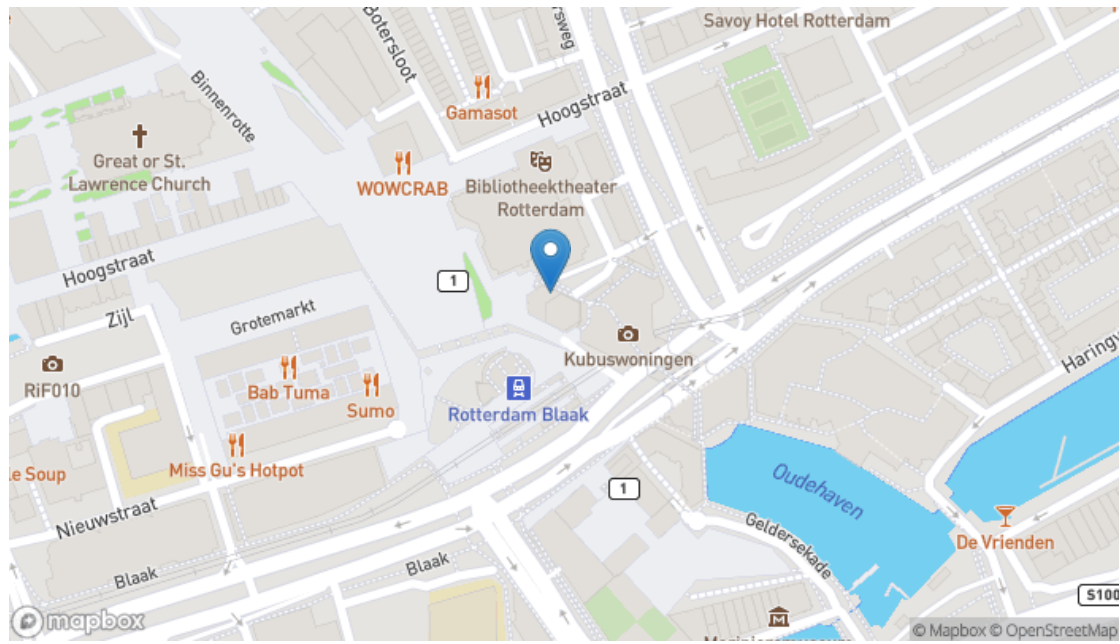 Savoy Hotel Rotterdam
Botersloot
Binnenrotte
Gamasot
Hoogstraat
Great or St.
Lawrence Church
WOWCRAB
Bibliotheektheater
Rotterdam
Hoogstraat
1
Zijl
Grotemarkt
RiF010
Bab Tuma
Sumo
Kubuswoningen
Rotterdam Blaak
Miss Gu's Hotpot
Le Soup
1
Oudehaven
Nieuwstraat
Geldersekade
De Vrienden
Blaak
Blaak
S100
mapbox
© Mapbox © OpenStreetMap